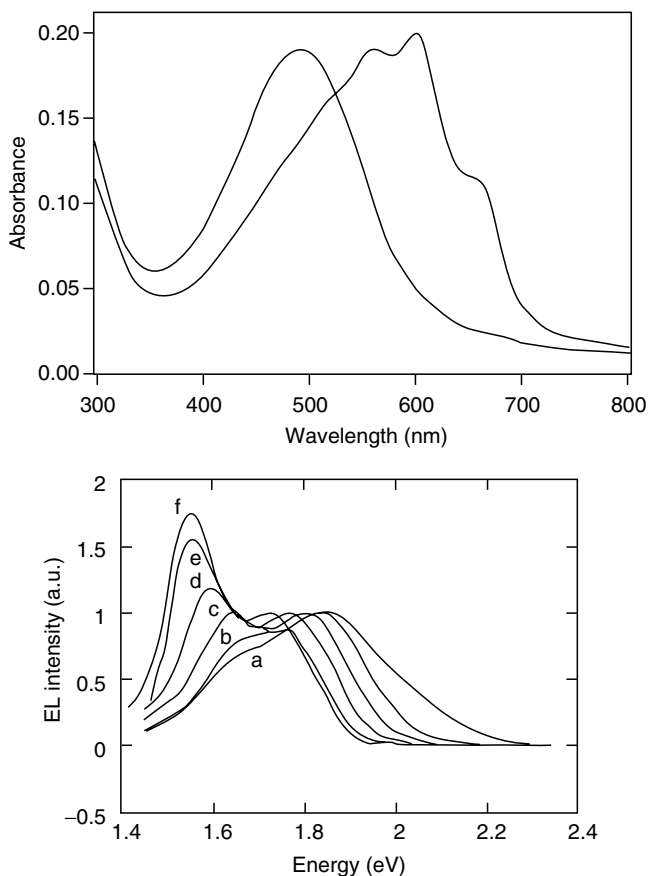 0.20
0.15
0.10
0.05
0.00
Absorbance
300 400 500 600 700 800
Wavelength (nm)
2
1.5
1
0.5
0
−0.5
EL intensity (a.u.)
f
e
d
c
b
a
1.4 1.6 1.8 2 2.2 2.4
Energy (eV)